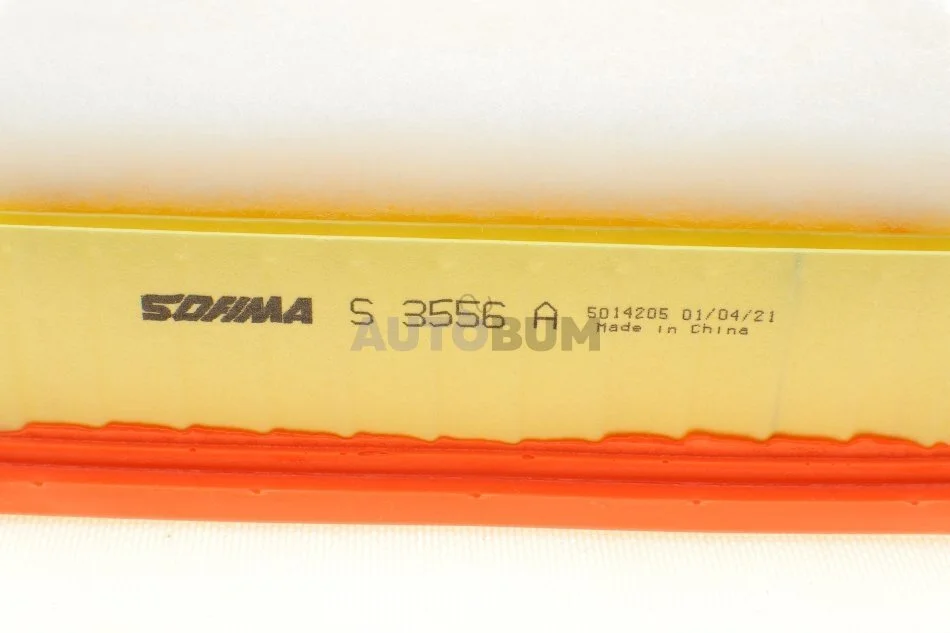 SOFIMA S 3556 A 5014205 01/04/21
Made in China
AUTOBUM